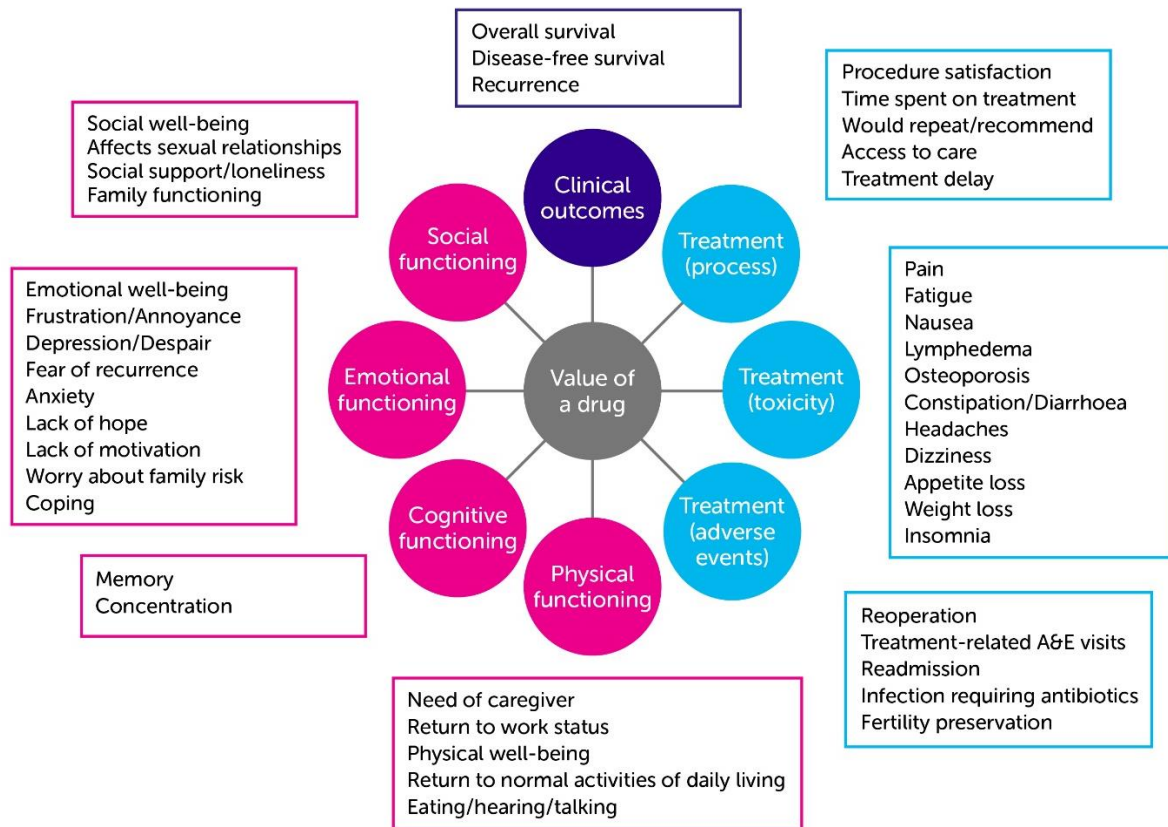 Overall survival
Disease-free survival
Recurrence
Procedure satisfaction
Time spent on treatment
Would repeat/recommend
Access to care
Treatment delay
Social well-being
Affects sexual relationships
Social support/loneliness
Family functioning
Clinical
outcomes
Social
functioning
Treatment
(process)
Emotional well-being
Frustration/Annoyance
Depression/Despair
Fear of recurrence
Anxiety
Lack of hope
Lack of motivation
Worry about family risk
Coping
Emotional
functioning
Value of
a drug
Treatment
(toxicity)
Pain
Fatigue
Nausea
Lymphedema
Osteoporosis
Constipation/Diarrhoea
Headaches
Dizziness
Appetite loss
Weight loss
Insomnia
Cognitive
functioning
Physical
functioning
Treatment
(adverse
events)
Memory
Concentration
Reoperation
Treatment-related A&E visits
Readmission
Infection requiring antibiotics
Fertility preservation
Need of caregiver
Return to work status
Physical well-being
Return to normal activities of daily living
Eating/hearing/talking